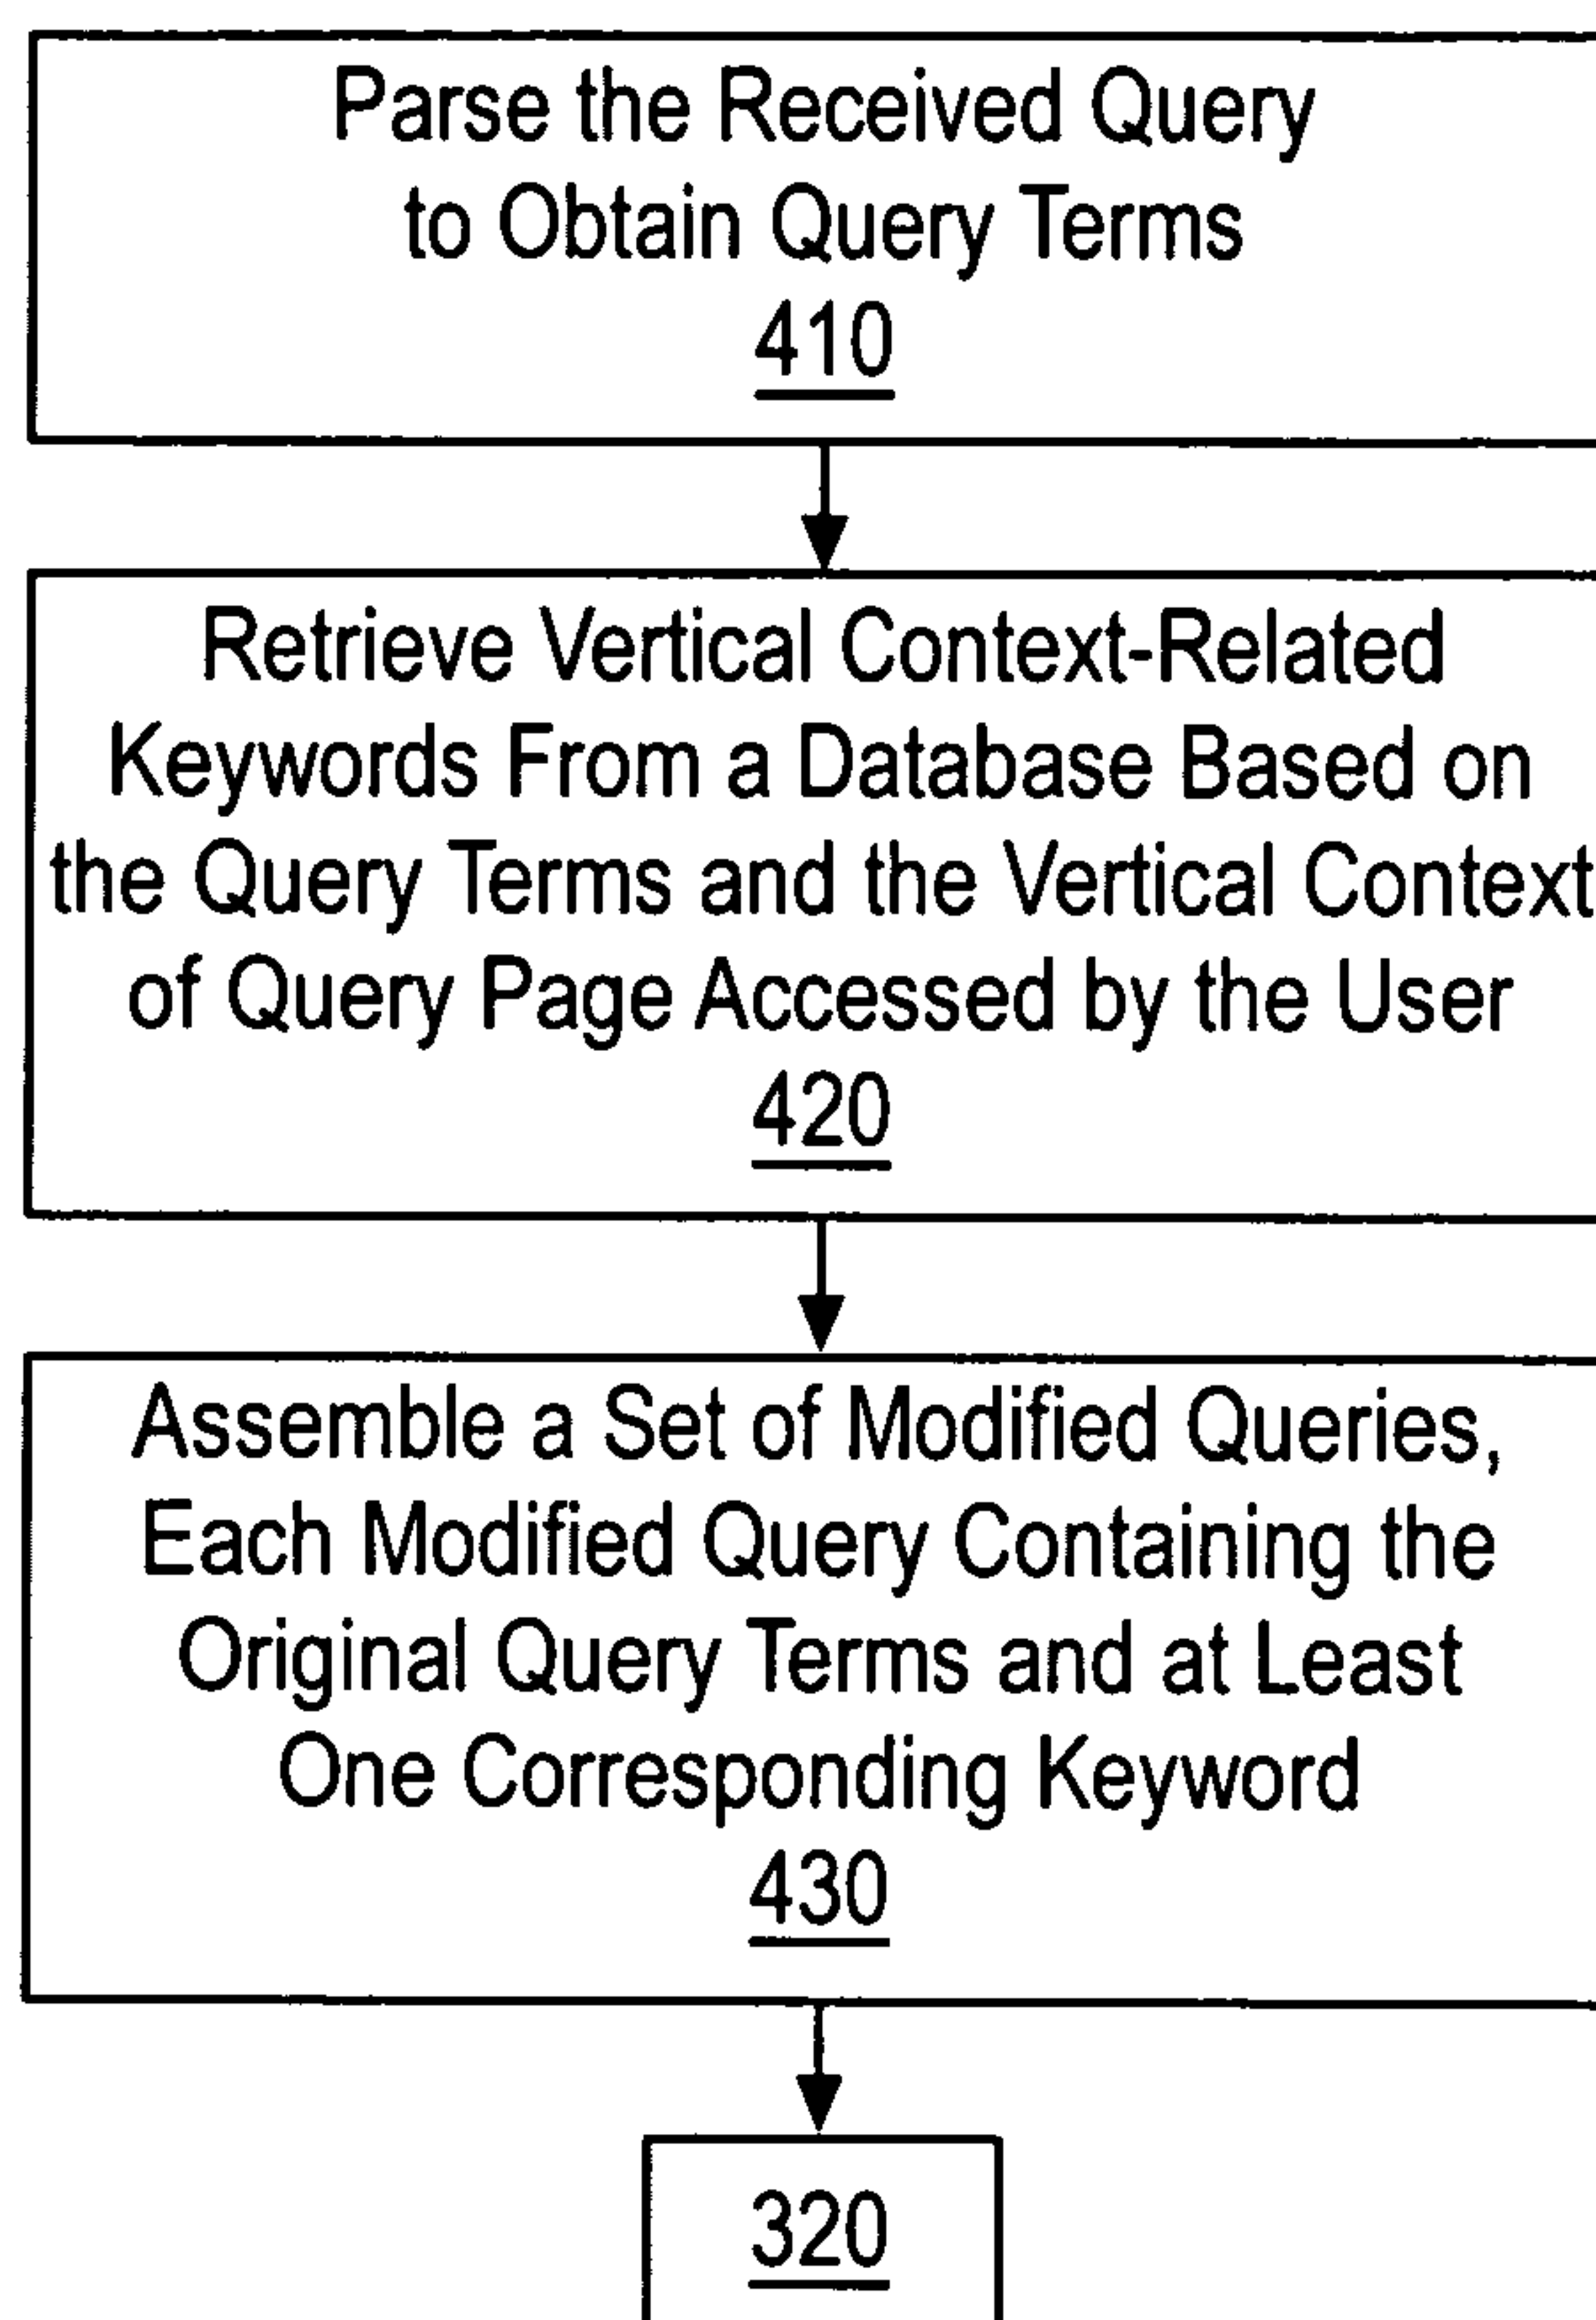 Parse the Received Query
to Obtain Query Terms
410
Retrieve Vertical Context-Related
Keywords From a Database Based on
the Query Terms and the Vertical Context
of Query Page Accessed by the User
420
Assemble a Set of Modified Queries,
Each Modified Query Containing the
Original Query Terms and at Least
One Corresponding Keyword
430
320